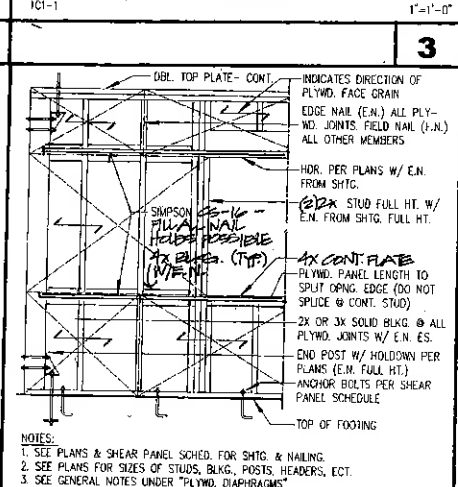 1C1-1
1"=1'-0"
3
DBL. TOP PLATE- CONT.
INDICATES DIRECTION OF
PLYWD. FACE GRAIN
EDGE NAIL (E.N.) ALL PLY-
WD. JOINTS. FIELD NAIL (F.N.)
ALL OTHER MEMBERS
HDR. PER PLANS W/ E.N.
FROM SHTG.
(2)2X STUD FULL HT. W/
E.N. FROM SHTG. FULL HT.
SIMPSON CS-16 -
FILL ALL NAIL
HOLES POSSIBLE
4X BLKG. (TYP)
W/E.N.
4X CONT. PLATE
PLYWD. PANEL LENGTH TO
SPLIT OPNG. EDGE (DO NOT
SPLICE @ CONT. STUD)
2X OR 3X SOLID BLKG. @ ALL
PLYWD. JOINTS W/ E.N. ES.
END POST W/ HOLDOWN PER
PLANS (E.N. FULL HT.)
ANCHOR BOLTS PER SHEAR
PANEL SCHEDULE
TOP OF FOOTING
NOTES:
1. SEE PLANS & SHEAR PANEL SCHED. FOR SHTG. & NAILING.
2. SEE PLANS FOR SIZES OF STUDS, BLKG., POSTS, HEADERS, ECT.
3. SEE GENERAL NOTES UNDER "PLYWD. DIAPHRAGMS"